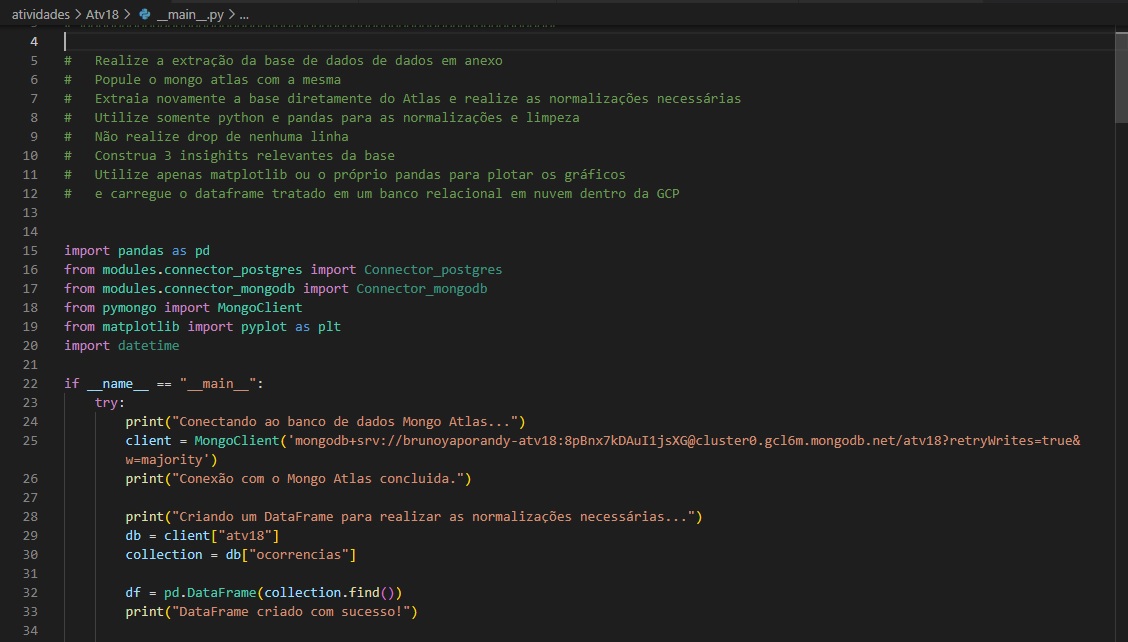 atividades > Atv18 > __main__.py > ...
4
5 # Realize a extração da base de dados de dados em anexo
6 # Popule o mongo atlas com a mesma
7 # Extraia novamente a base diretamente do Atlas e realize as normalizações necessárias
8 # Utilize somente python e pandas para as normalizações e limpeza
9 # Não realize drop de nenhuma linha
10 # Construa 3 insighits relevantes da base
11 # Utilize apenas matplotlib ou o próprio pandas para plotar os gráficos
12 # e carregue o dataframe tratado em um banco relacional em nuvem dentro da GCP
13
14
15 import pandas as pd
16 from modules.connector_postgres import Connector_postgres
17 from modules.connector_mongodb import Connector_mongodb
18 from pymongo import MongoClient
19 from matplotlib import pyplot as plt
20 import datetime
21
22 if __name__ == "__main__":
23 try:
24 print("Conectando ao banco de dados Mongo Atlas...")
25 client = MongoClient('mongodb+srv://brunoyaporandy-atv18:8pBnx7kDAuI1jsXG@cluster0.gcl6m.mongodb.net/atv18?retryWrites=true&
w=majority')
26 print("Conexão com o Mongo Atlas concluida.")
27
28 print("Criando um DataFrame para realizar as normalizações necessárias...")
29 db = client["atv18"]
30 collection = db["ocorrencias"]
31
32 df = pd.DataFrame(collection.find())
33 print("DataFrame criado com sucesso!")
34